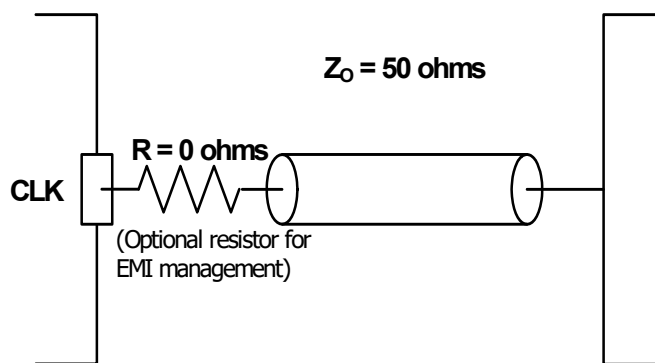 Zo = 50 ohms
R = 0 ohms
CLK
(Optional resistor for
EMI management)